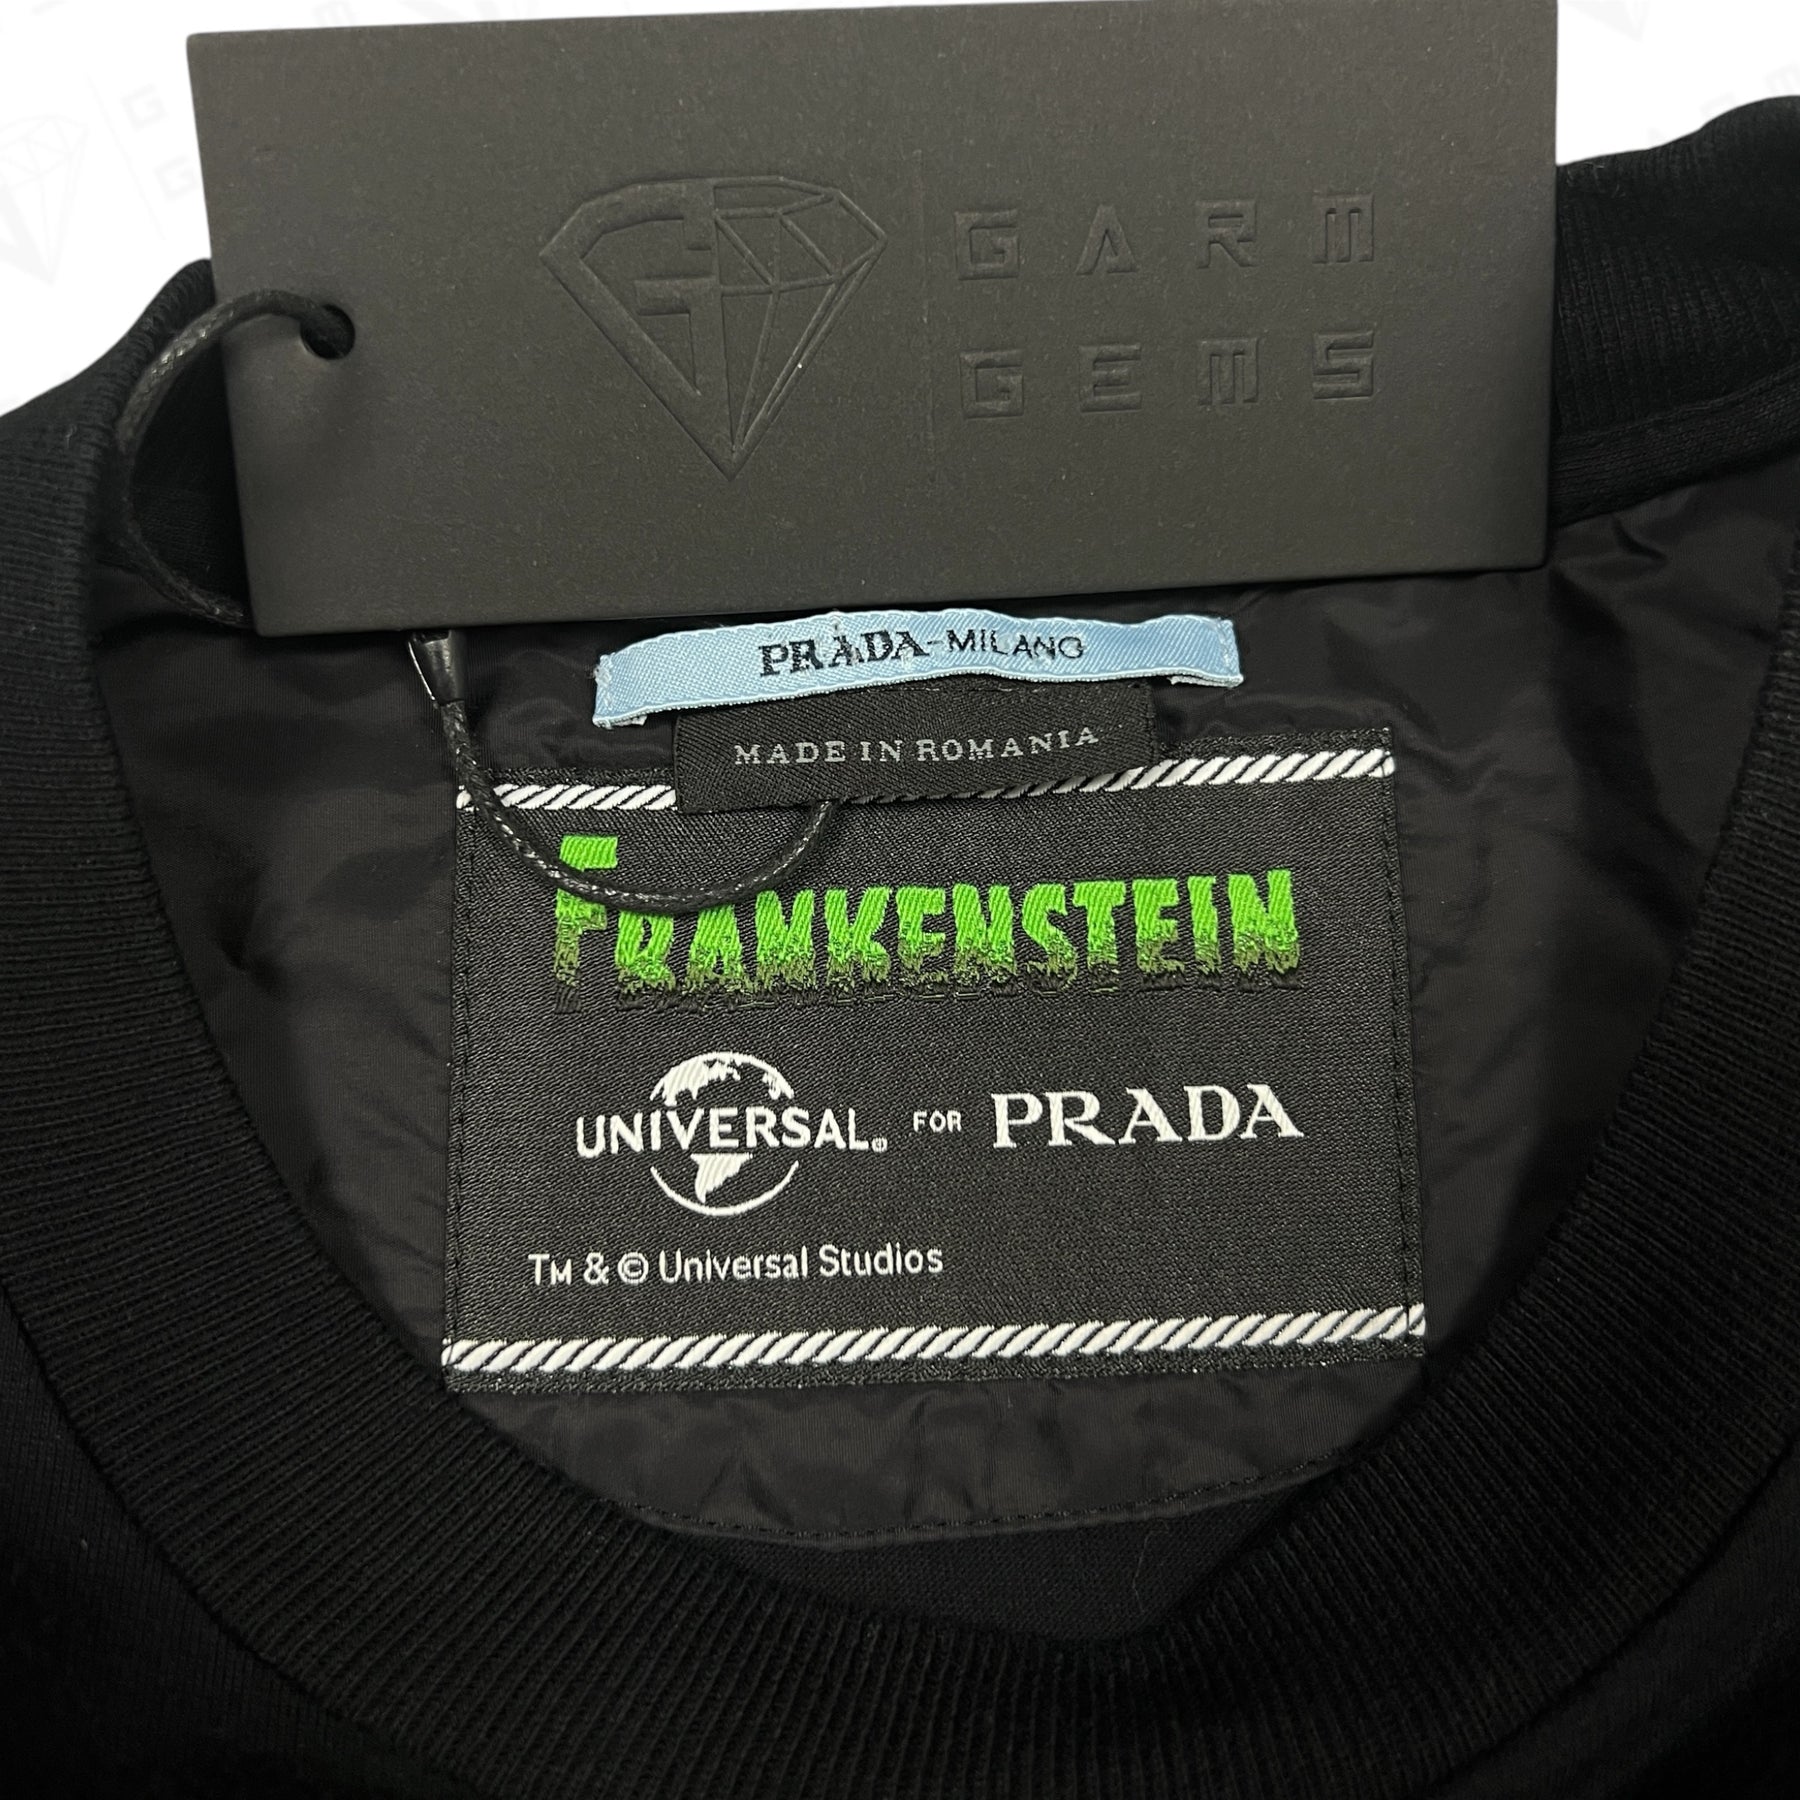 GARM
GEMS
PRADA-MILANO
MADE IN ROMANIA
FRANKENSTEIN
UNIVERSAL® FOR PRADA
TM & © Universal Studios